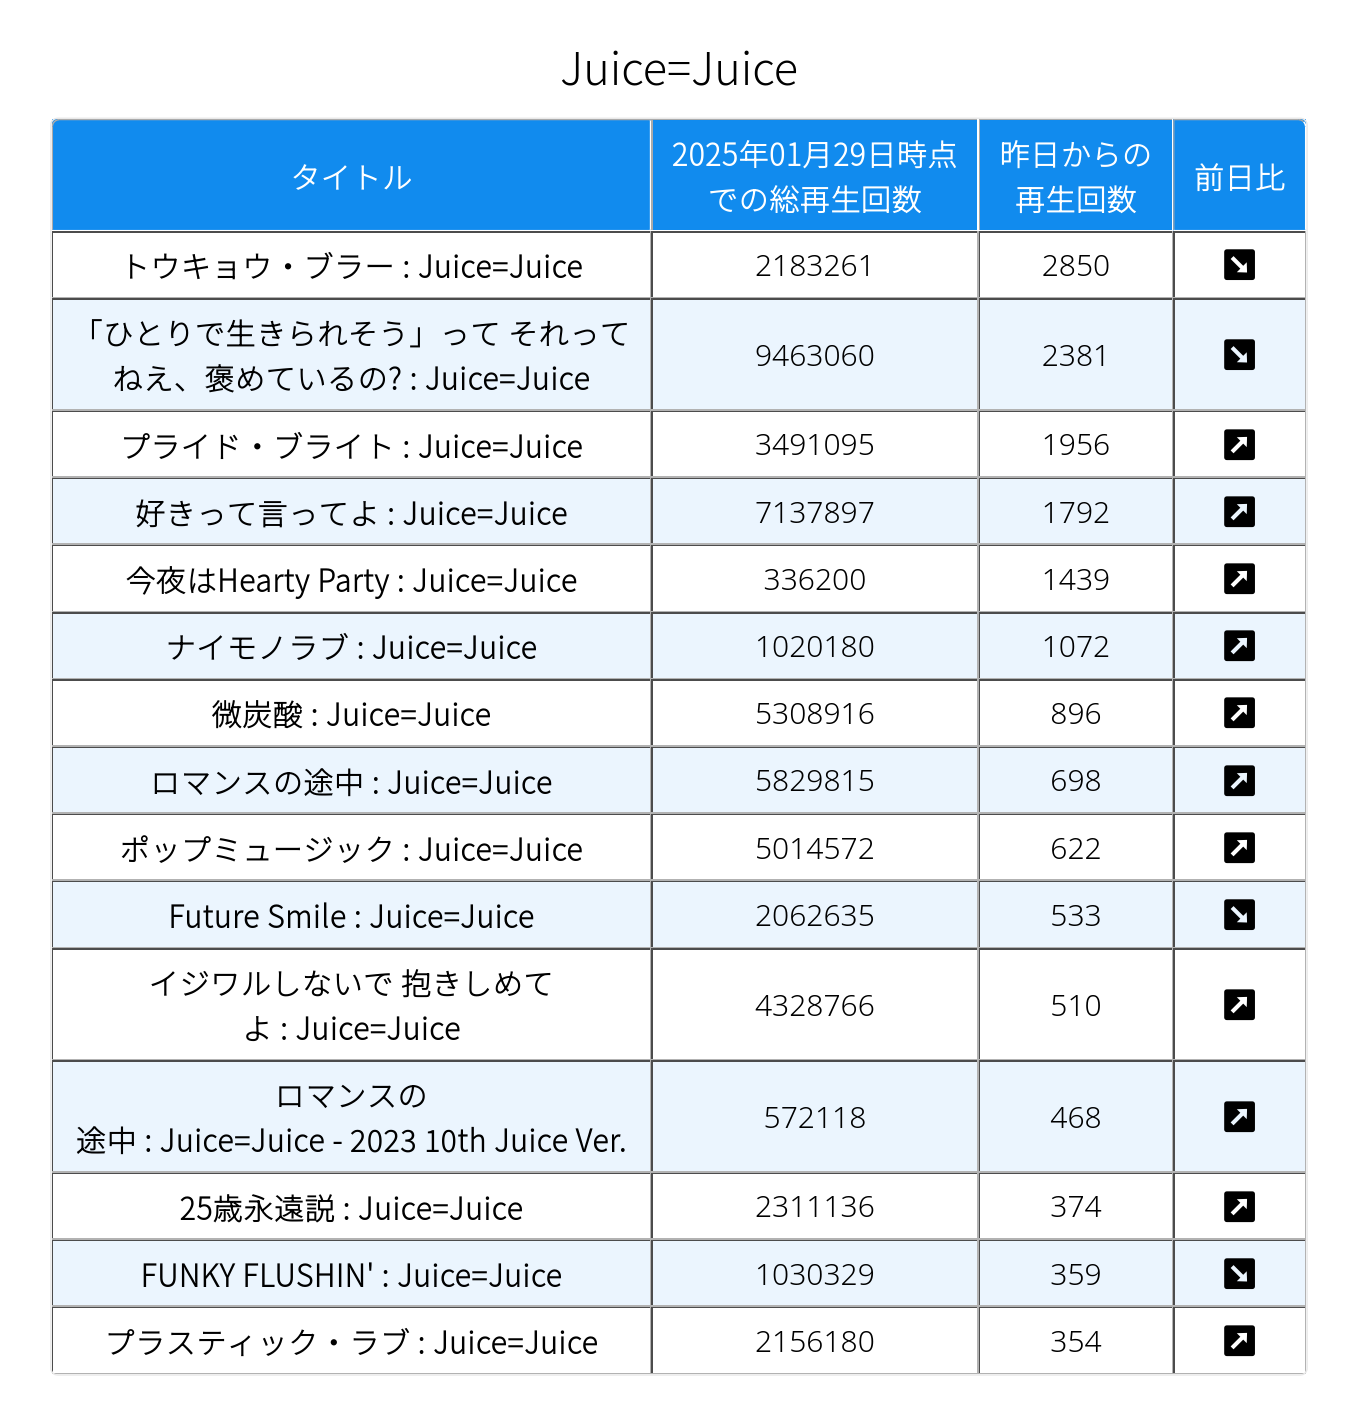 Juice=Juice
タイトル
2025年01月29日時点
での総再生回数
昨日からの
再生回数
前日比
トウキョウ・ブラー : Juice=Juice 2183261 2850 ↘
「ひとりで生きられそう」って それって
ねえ、褒めているの? : Juice=Juice 9463060 2381 ↘
プライド・ブライト : Juice=Juice 3491095 1956 ↗
好きって言ってよ : Juice=Juice 7137897 1792 ↗
今夜はHearty Party : Juice=Juice 336200 1439 ↗
ナイモノラブ : Juice=Juice 1020180 1072 ↗
微炭酸 : Juice=Juice 5308916 896 ↗
ロマンスの途中 : Juice=Juice 5829815 698 ↗
ポップミュージック : Juice=Juice 5014572 622 ↗
Future Smile : Juice=Juice 2062635 533 ↘
イジワルしないで 抱きしめて
よ : Juice=Juice 4328766 510 ↗
ロマンスの
途中 : Juice=Juice - 2023 10th Juice Ver. 572118 468 ↗
25歳永遠説 : Juice=Juice 2311136 374 ↗
FUNKY FLUSHIN' : Juice=Juice 1030329 359 ↘
プラスティック・ラブ : Juice=Juice 2156180 354 ↗